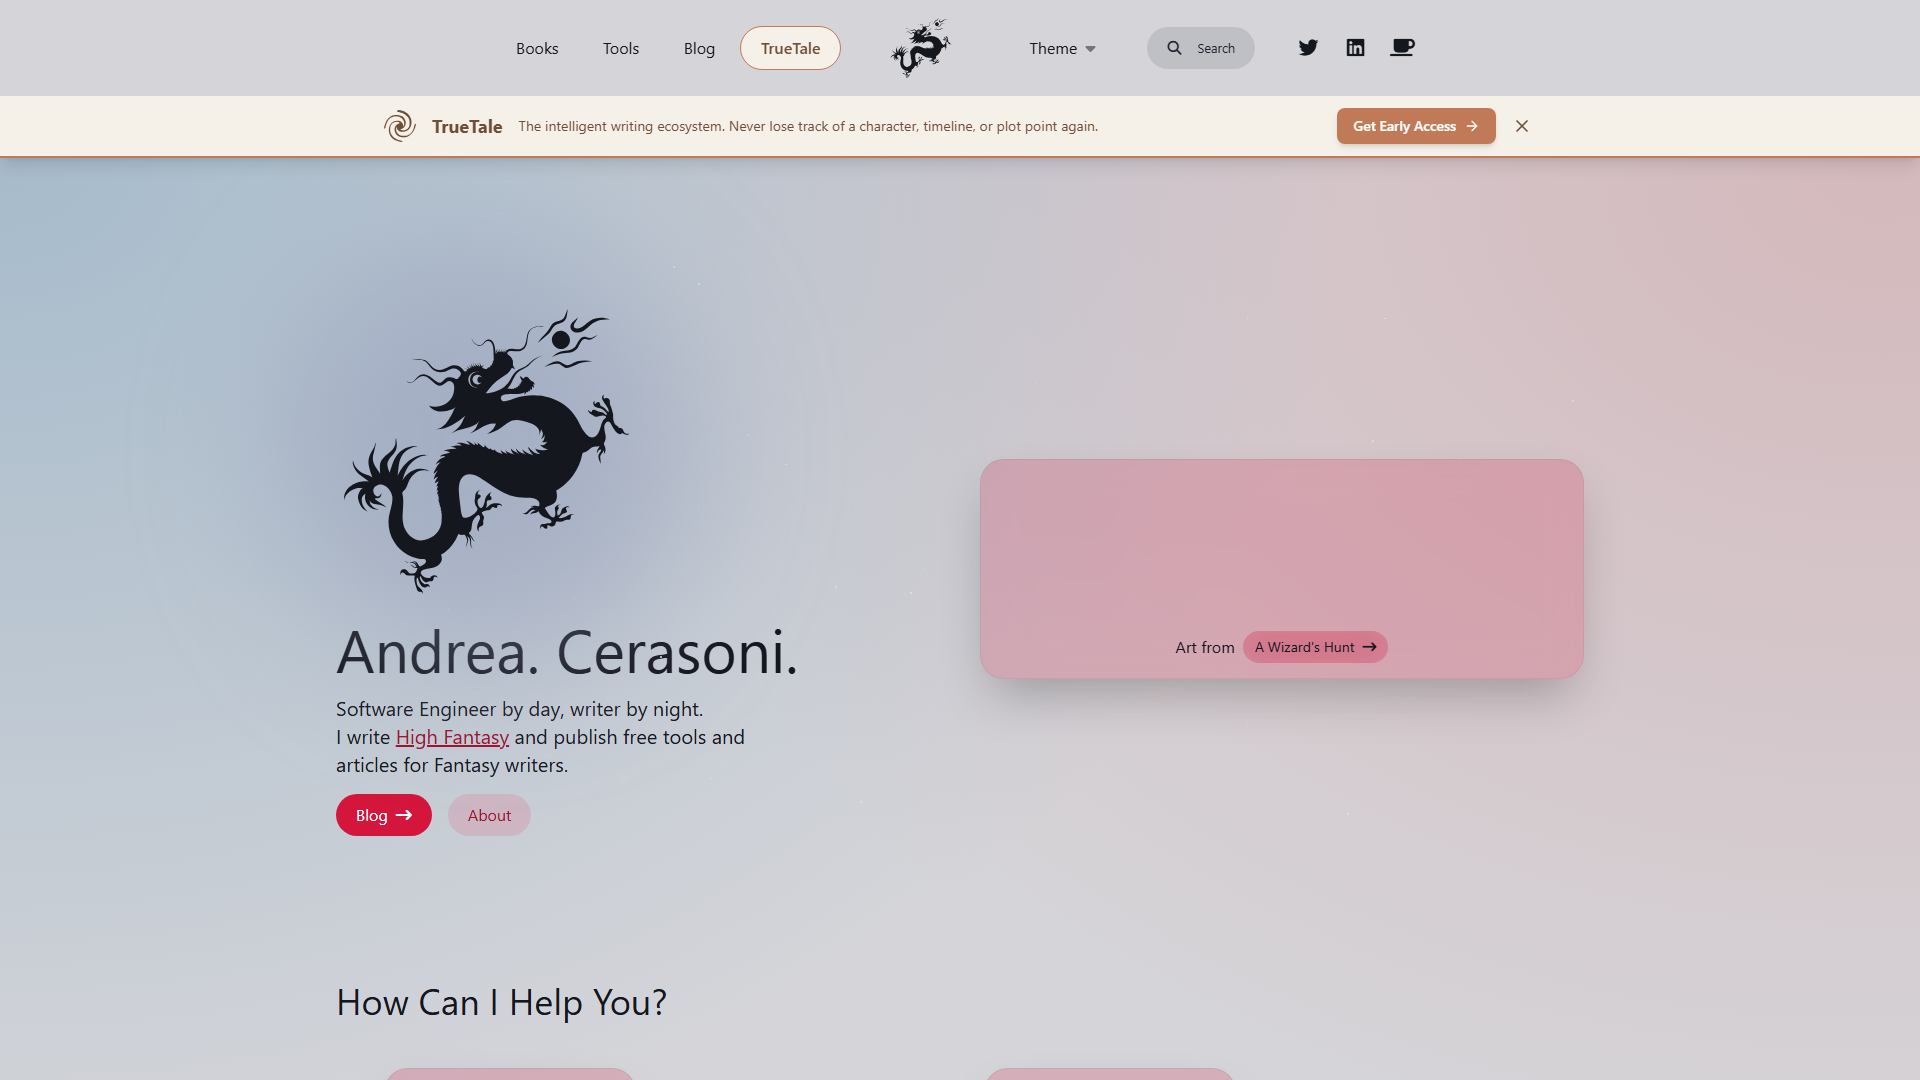 Books
Tools
Blog
TrueTale
Theme
Search
TrueTale
The intelligent writing ecosystem. Never lose track of a character, timeline, or plot point again.
Get Early Access
Andrea. Cerasoni.
Software Engineer by day, writer by night.
I write High Fantasy and publish free tools and
articles for Fantasy writers.
Blog
About
Art from
A Wizard's Hunt
How Can I Help You?